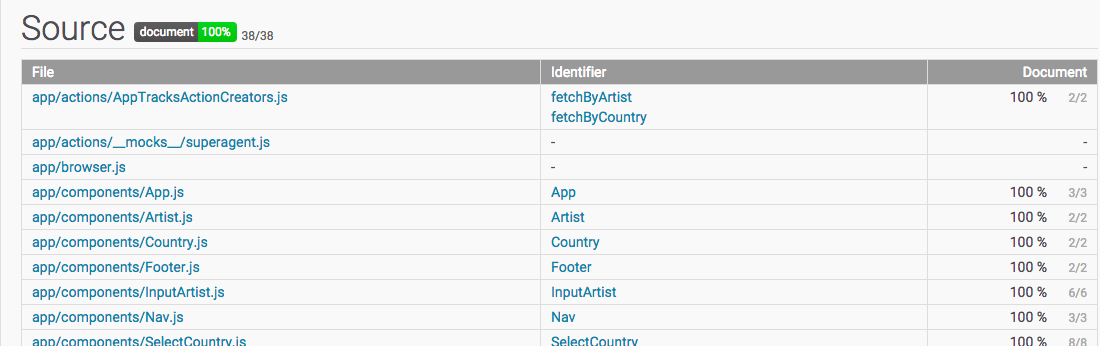 Source document 100% 38/38
File Identifier Document
app/actions/AppTracksActionCreators.js fetchByArtist 100 % 2/2
fetchByCountry
app/actions/__mocks__/superagent.js - -
app/browser.js - -
app/components/App.js App 100 % 3/3
app/components/Artist.js Artist 100 % 2/2
app/components/Country.js Country 100 % 2/2
app/components/Footer.js Footer 100 % 2/2
app/components/InputArtist.js InputArtist 100 % 6/6
app/components/Nav.js Nav 100 % 3/3
app/components/SelectCountry.js SelectCountry 100 % 8/8